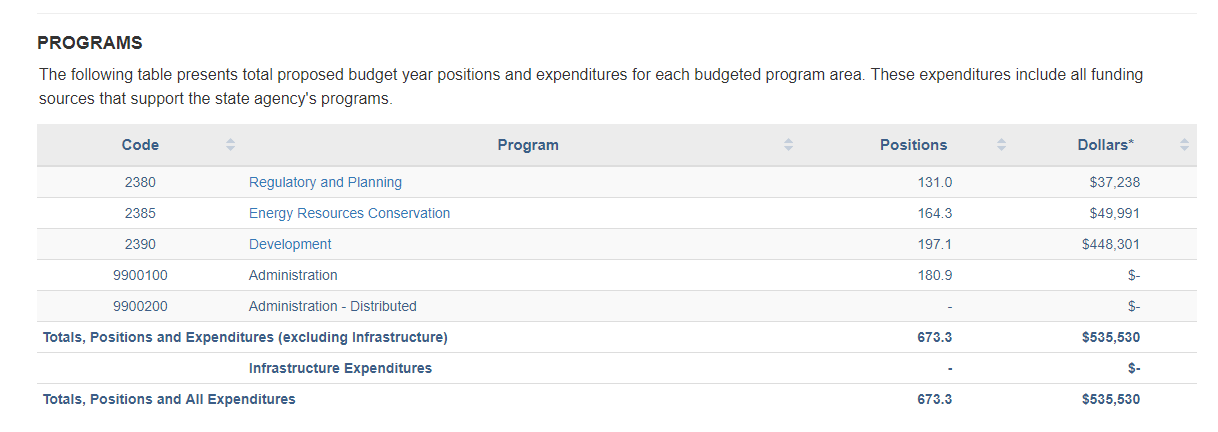 PROGRAMS
The following table presents total proposed budget year positions and expenditures for each budgeted program area. These expenditures include all funding
sources that support the state agency's programs.
Code Program Positions Dollars*
2380 Regulatory and Planning 131.0 $37,238
2385 Energy Resources Conservation 164.3 $49,991
2390 Development 197.1 $448,301
9900100 Administration 180.9 $-
9900200 Administration - Distributed - $-
Totals, Positions and Expenditures (excluding Infrastructure) 673.3 $535,530
Infrastructure Expenditures - $-
Totals, Positions and All Expenditures 673.3 $535,530